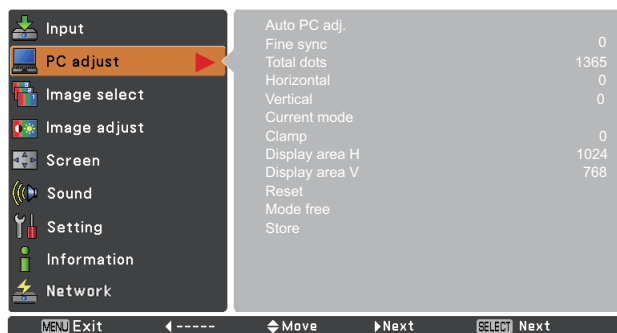 Input
PC adjust
Image select
Image adjust
Screen
Sound
Setting
Information
Network
Auto PC adj.
Fine sync 0
Total dots 1365
Horizontal 0
Vertical 0
Current mode
Clamp 0
Display area H 1024
Display area V 768
Reset
Mode free
Store
MENU Exit ----- Move Next SELECT Next